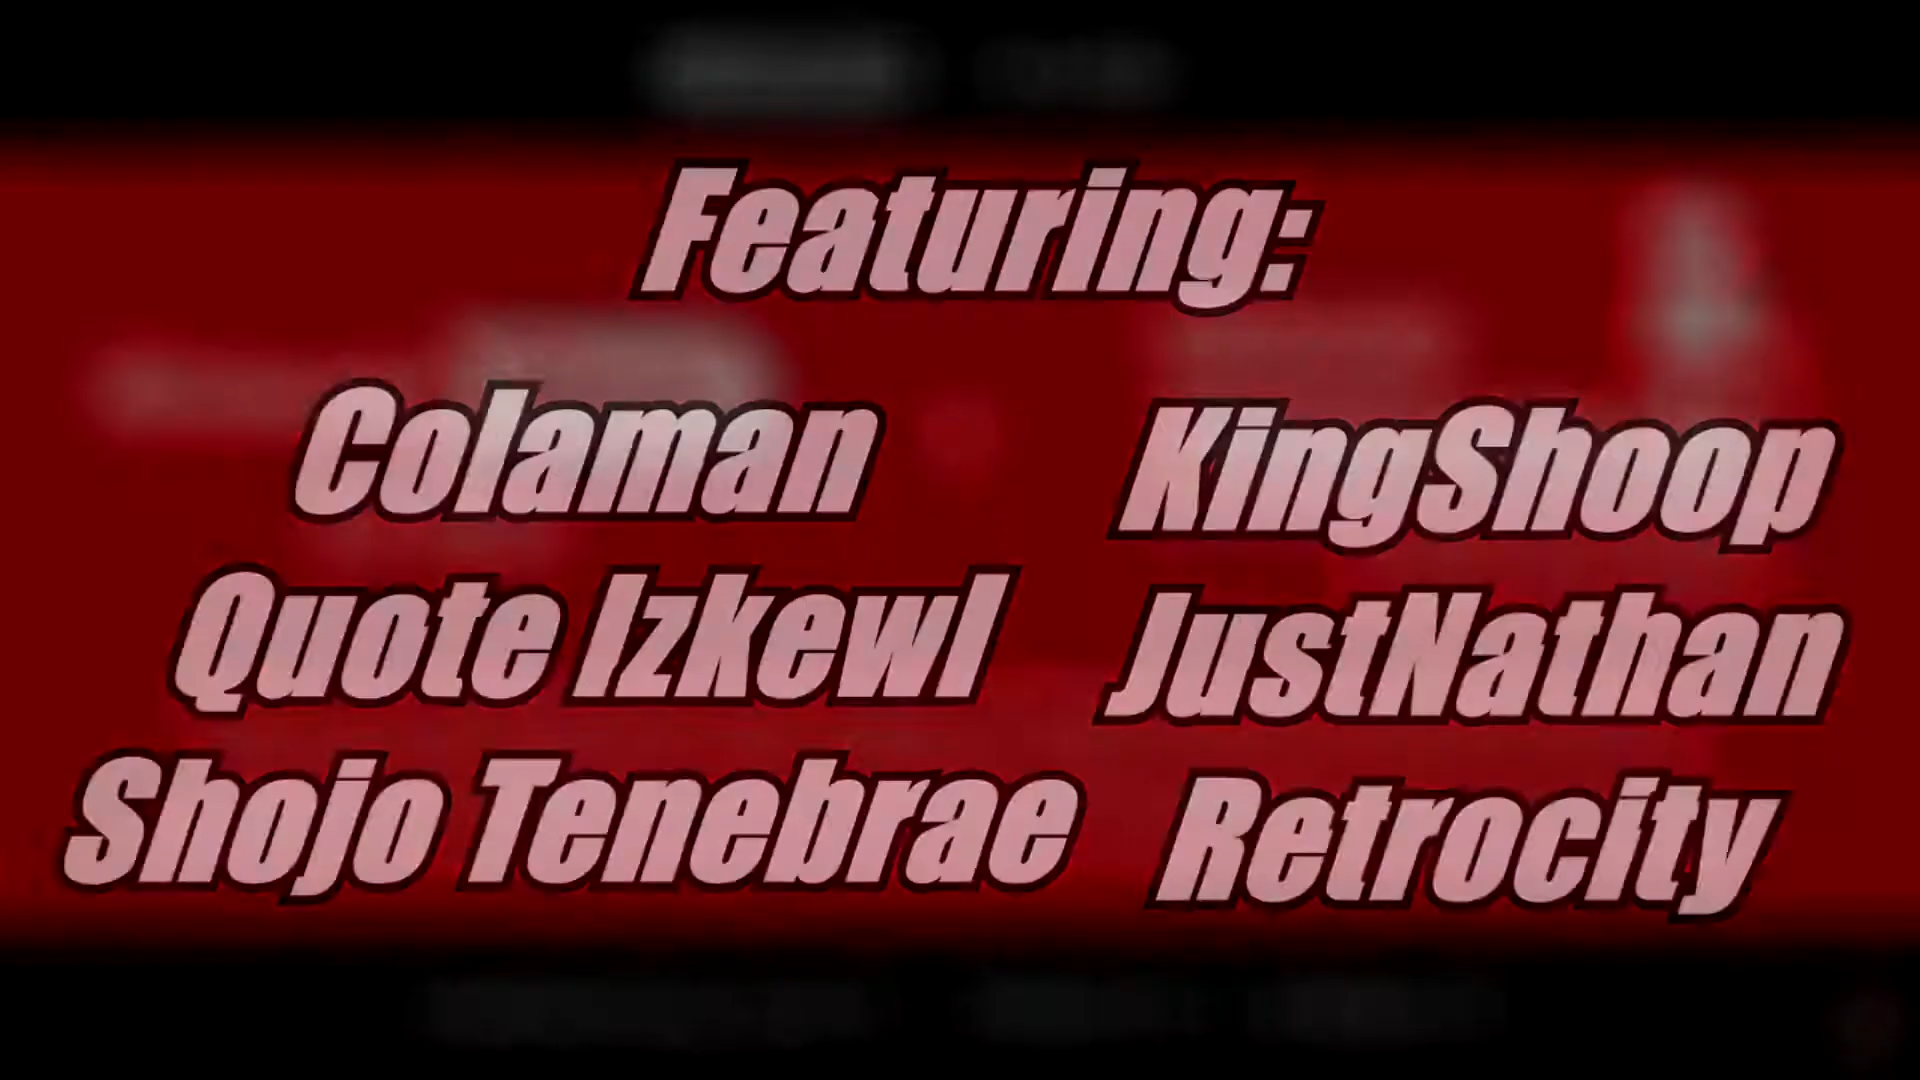 Featuring:
Colaman
KingShoop
Quote Izkewl
JustNathan
Shojo Tenebrae
Retrocity